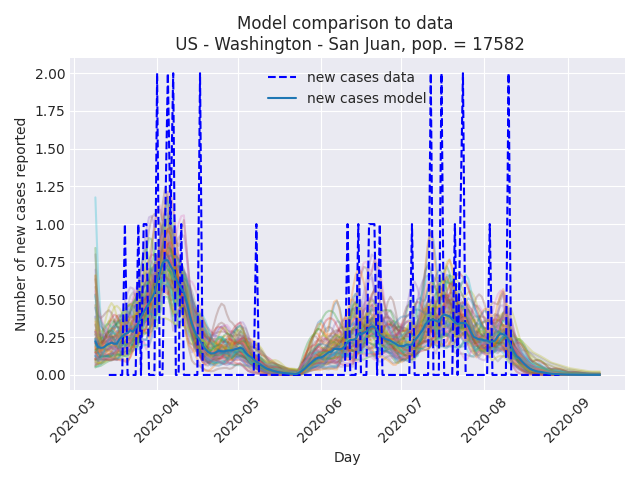 Model comparison to data
US - Washington - San Juan, pop. = 17582
new cases data
new cases model
Number of new cases reported
2.00
1.75
1.50
1.25
1.00
0.75
0.50
0.25
0.00
2020-03
2020-04
2020-05
2020-06
2020-07
2020-08
2020-09
Day